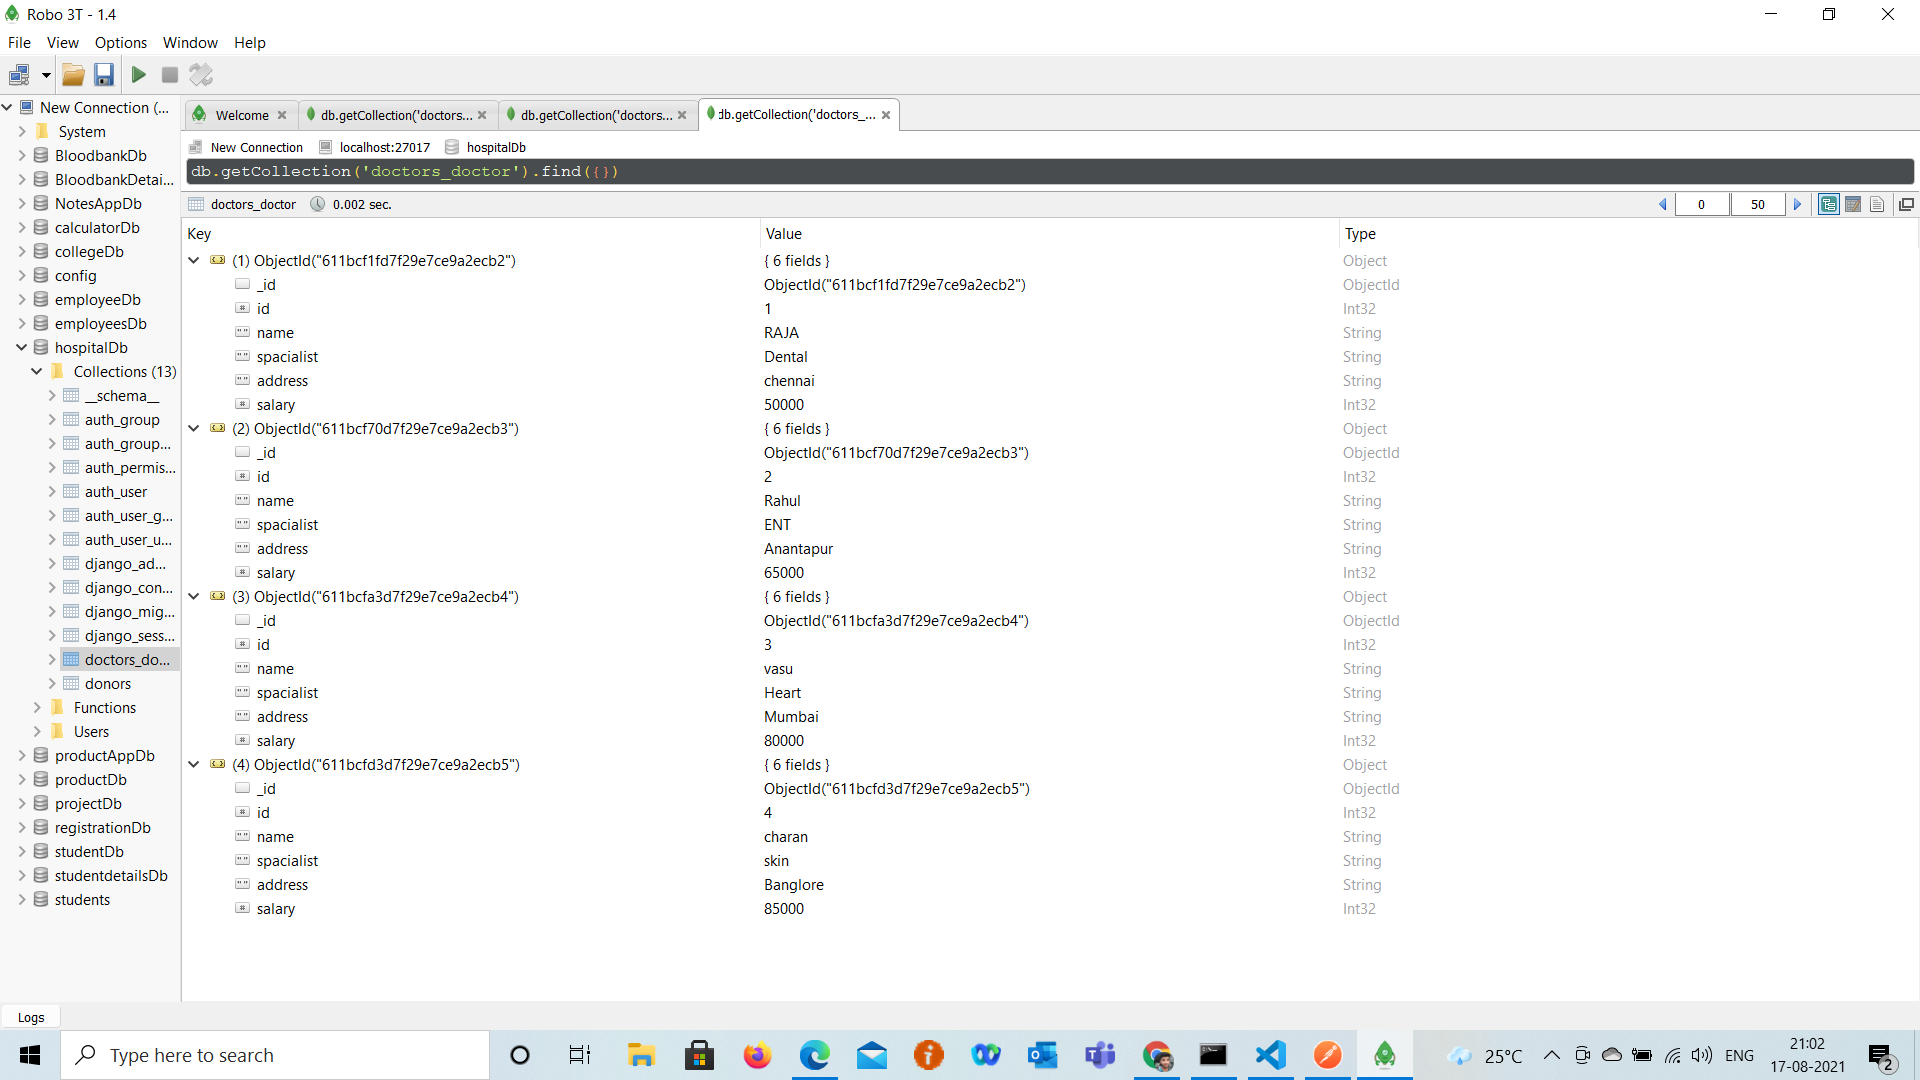 Robo 3T - 1.4
File View Options Window Help
New Connection (...
System
BloodbankDb
BloodbankDetai...
NotesAppDb
calculatorDb
collegeDb
config
employeeDb
employeesDb
hospitalDb
Collections (13)
__schema__
auth_group
auth_group...
auth_permis...
auth_user
auth_user_g...
auth_user_u...
django_ad...
django_con...
django_mig...
django_sess...
doctors_do...
donors
Functions
Users
productAppDb
productDb
projectDb
registrationDb
studentDb
studentdetailsDb
students
Welcome db.getCollection('doctors... db.getCollection('doctors... db.getCollection('doctors_...
New Connection localhost:27017 hospitalDb
db.getCollection('doctors_doctor').find({})
doctors_doctor 0.002 sec. 0 50
Key Value Type
(1) ObjectId("611bcf1fd7f29e7ce9a2ecb2") { 6 fields } Object
_id ObjectId("611bcf1fd7f29e7ce9a2ecb2") ObjectId
id 1 Int32
name RAJA String
spacialist Dental String
address chennai String
salary 50000 Int32
(2) ObjectId("611bcf70d7f29e7ce9a2ecb3") { 6 fields } Object
_id ObjectId("611bcf70d7f29e7ce9a2ecb3") ObjectId
id 2 Int32
name Rahul String
spacialist ENT String
address Anantapur String
salary 65000 Int32
(3) ObjectId("611bcfa3d7f29e7ce9a2ecb4") { 6 fields } Object
_id ObjectId("611bcfa3d7f29e7ce9a2ecb4") ObjectId
id 3 Int32
name vasu String
spacialist Heart String
address Mumbai String
salary 80000 Int32
(4) ObjectId("611bcfd3d7f29e7ce9a2ecb5") { 6 fields } Object
_id ObjectId("611bcfd3d7f29e7ce9a2ecb5") ObjectId
id 4 Int32
name charan String
spacialist skin String
address Banglore String
salary 85000 Int32
Logs
Type here to search
25°C ENG 21:02
17-08-2021 2